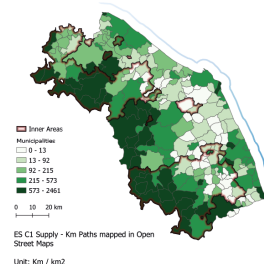 Inner Areas
Municipalities
0 - 13
13 - 92
92 - 215
215 - 573
573 - 2461
0 10 20 km
ES C1 Supply - Km Paths mapped in Open
Street Maps
Unit: Km / km2